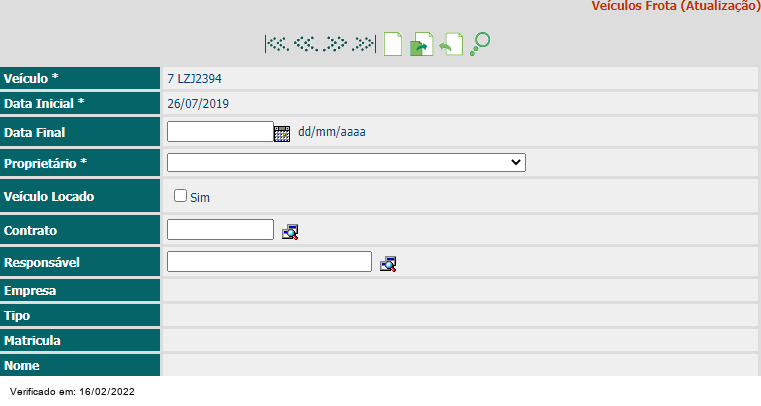 Veículos Frota (Atualização)
Veículo * 7 LZJ2394
Data Inicial * 26/07/2019
Data Final dd/mm/aaaa
Proprietário *
Veículo Locado Sim
Contrato
Responsável
Empresa
Tipo
Matricula
Nome
Verificado em: 16/02/2022